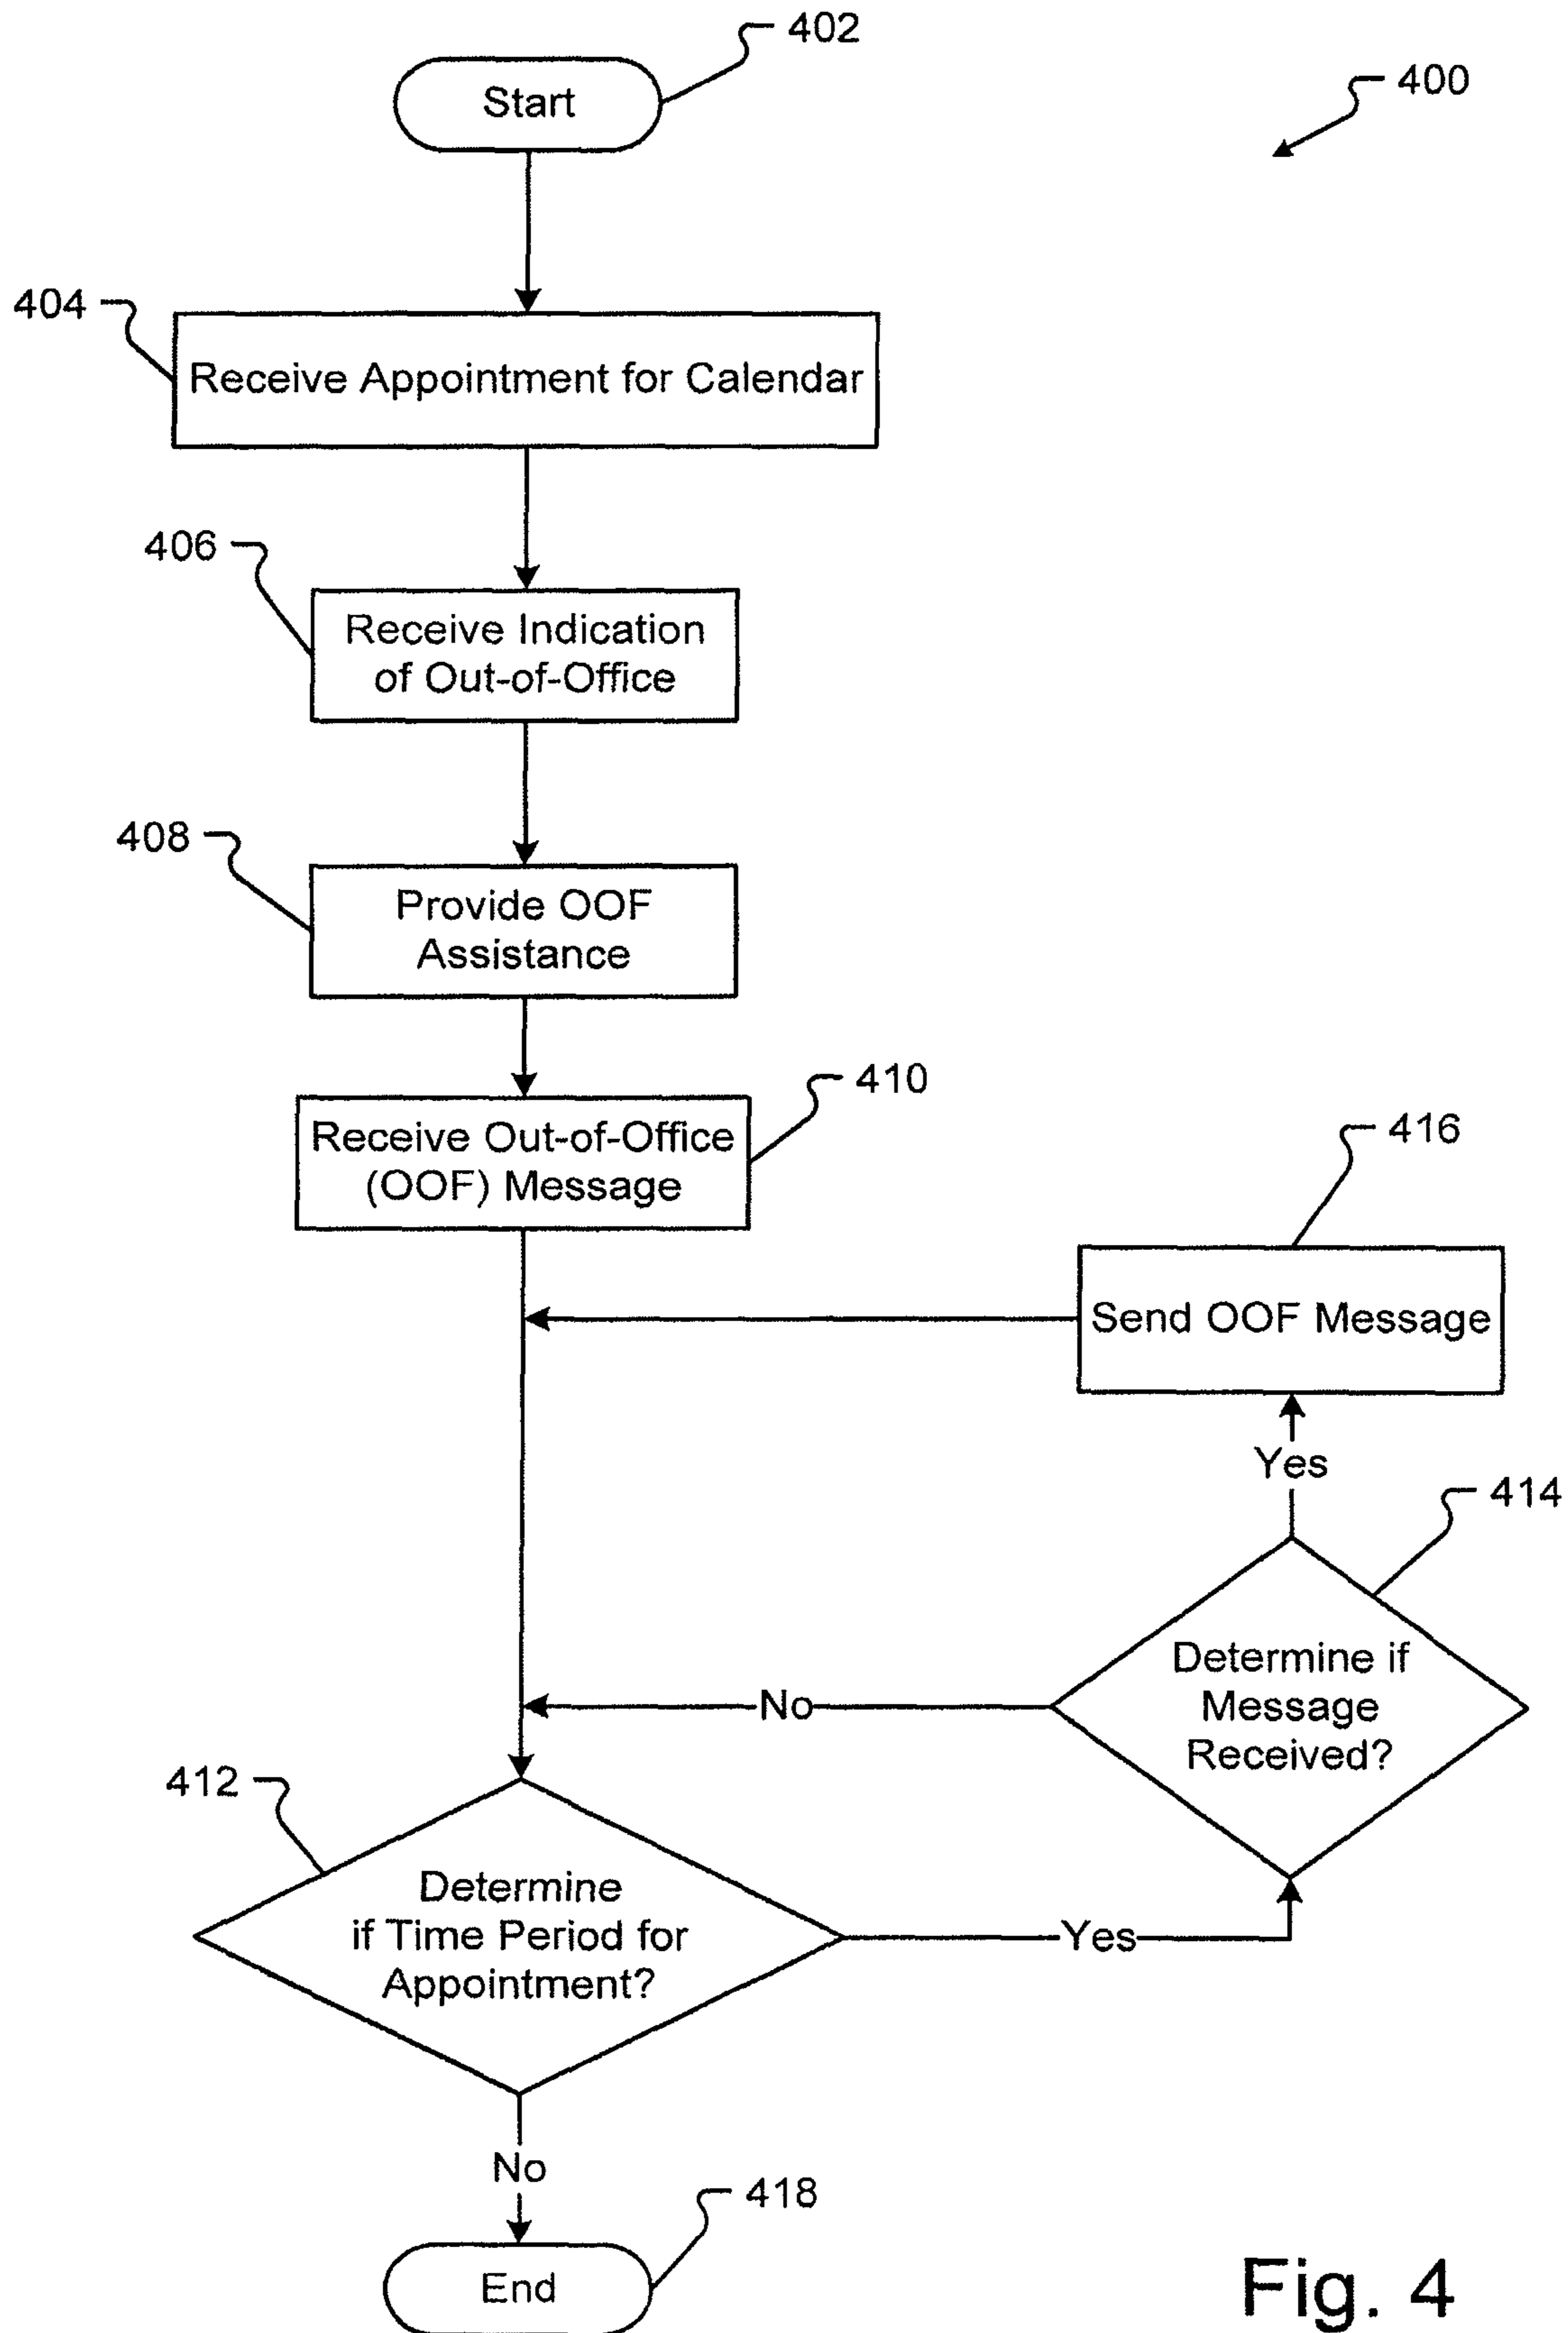 402
Start
400
404
Receive Appointment for Calendar
406
Receive Indication
of Out-of-Office
408
Provide OOF
Assistance
410
Receive Out-of-Office
(OOF) Message
416
Send OOF Message
Yes
414
Determine if
Message
Received?
No
412
Determine
if Time Period for
Appointment?
Yes
No
418
End
Fig. 4